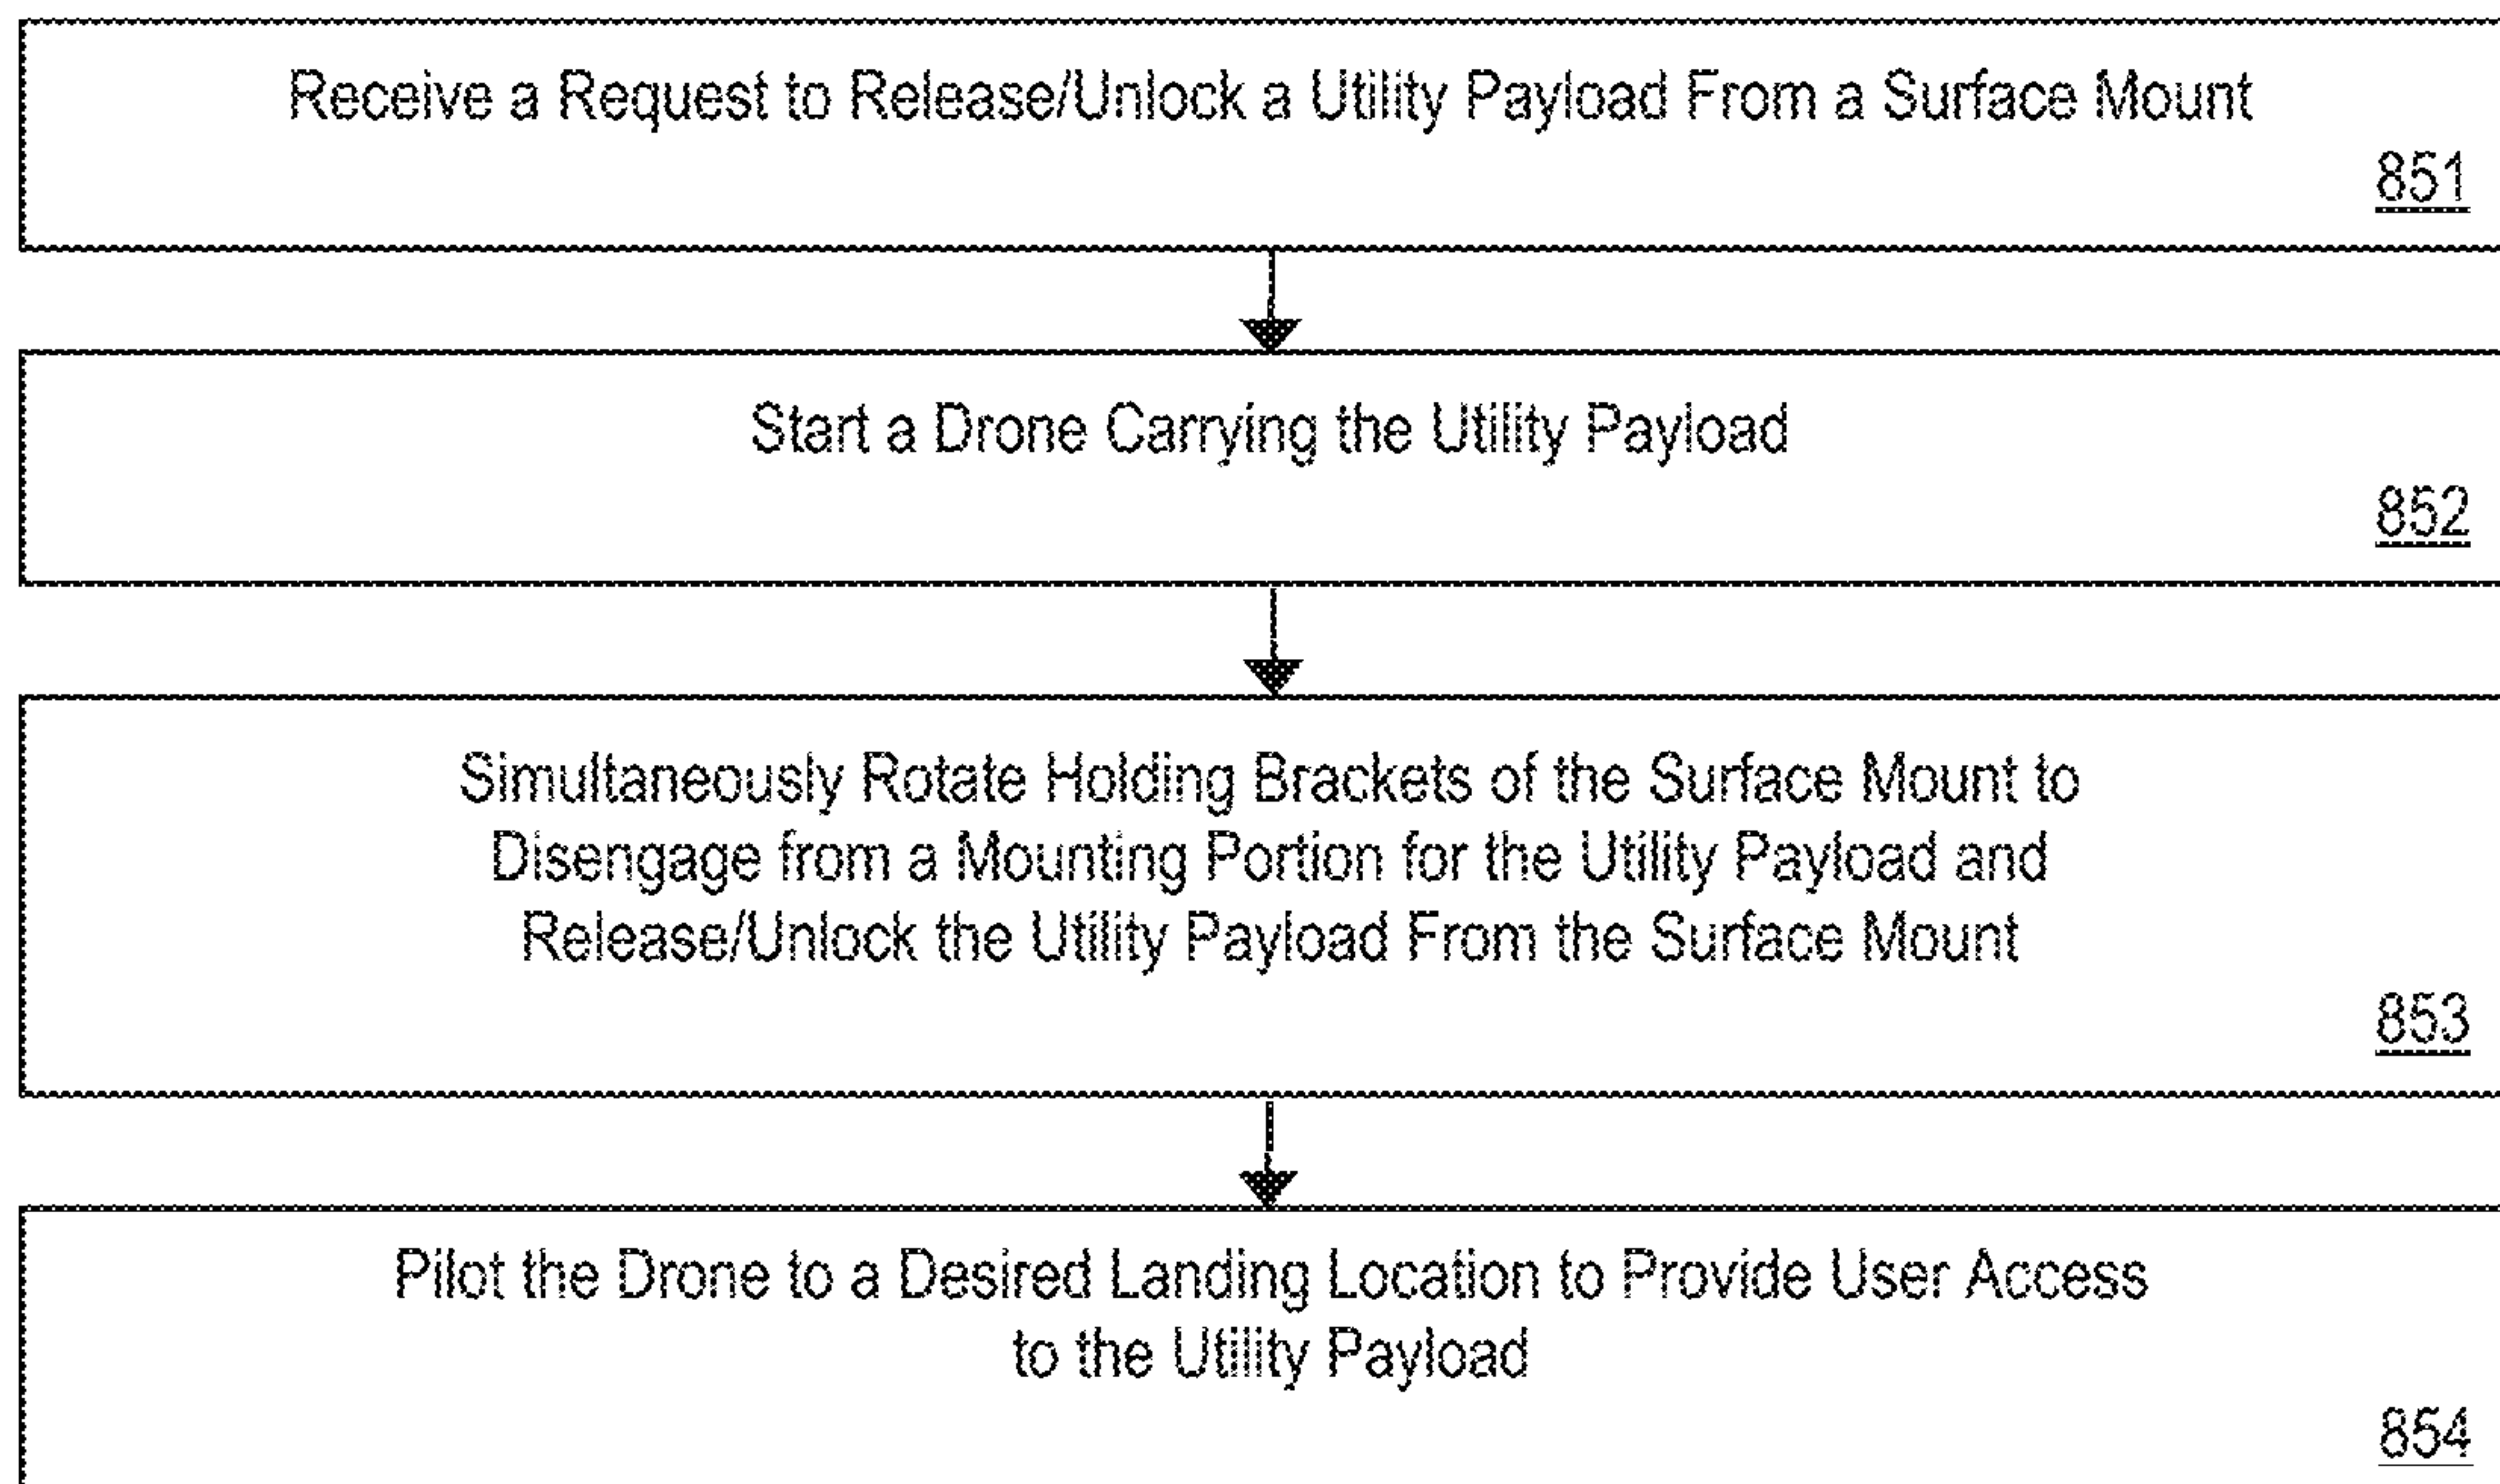 Receive a Request to Release/Unlock a Utility Payload From a Surface Mount
851
Start a Drone Carrying the Utility Payload
852
Simultaneously Rotate Holding Brackets of the Surface Mount to
Disengage from a Mounting Portion for the Utility Payload and
Release/Unlock the Utility Payload From the Surface Mount
853
Pilot the Drone to a Desired Landing Location to Provide User Access
to the Utility Payload
854